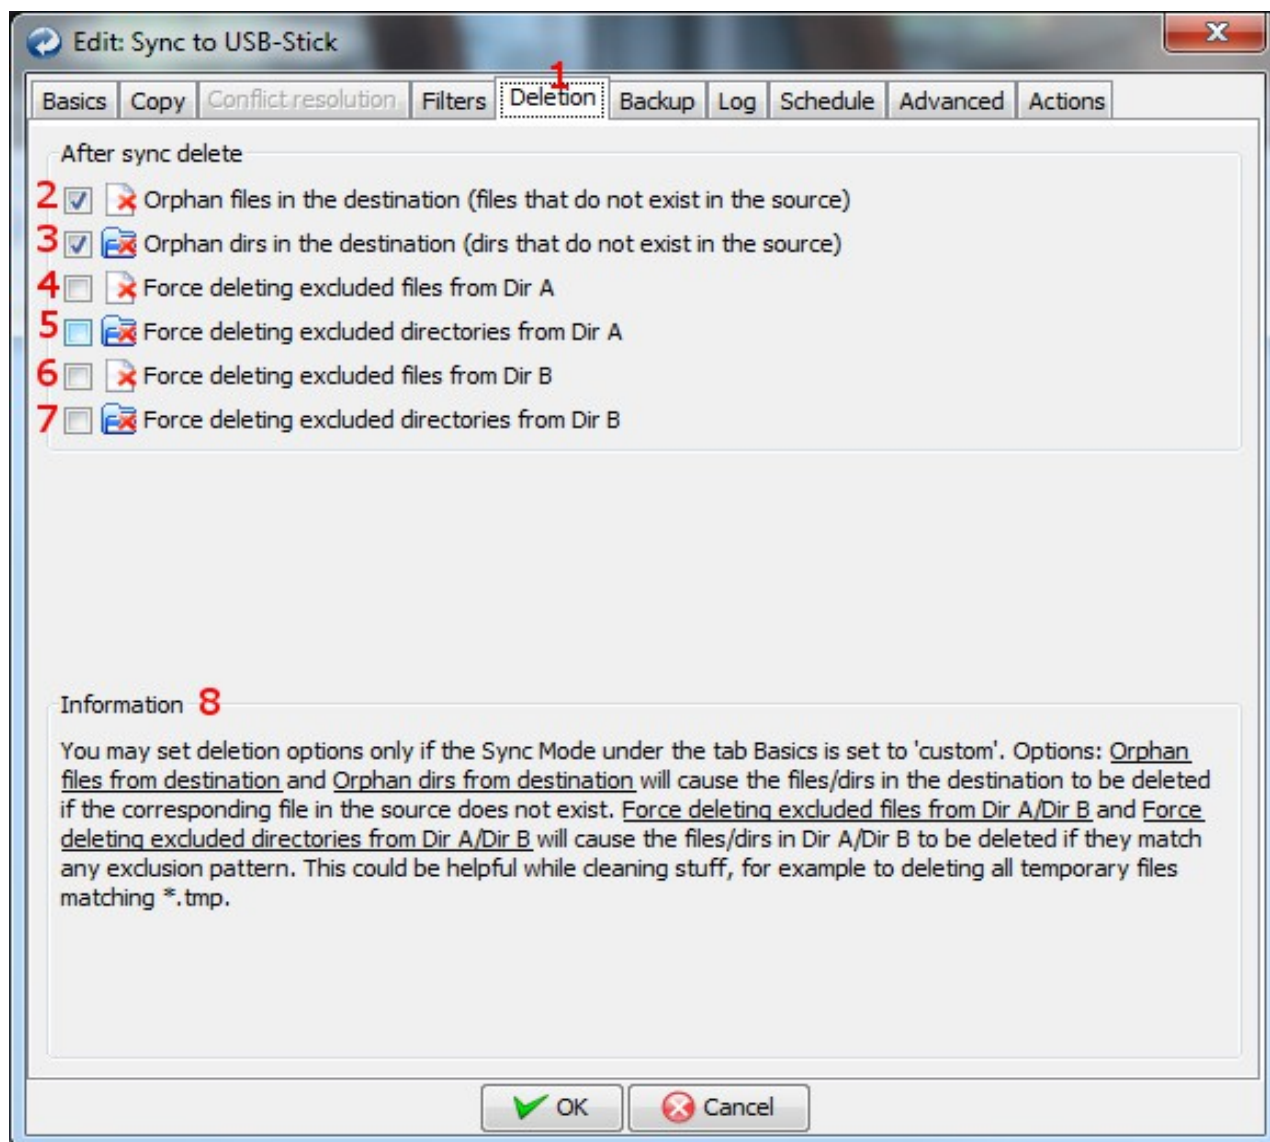 Edit: Sync to USB-Stick
x
1
Basics Copy Conflict resolution Filters Deletion Backup Log Schedule Advanced Actions
After sync delete
2 Orphan files in the destination (files that do not exist in the source)
3 Orphan dirs in the destination (dirs that do not exist in the source)
4 Force deleting excluded files from Dir A
5 Force deleting excluded directories from Dir A
6 Force deleting excluded files from Dir B
7 Force deleting excluded directories from Dir B
Information 8
You may set deletion options only if the Sync Mode under the tab Basics is set to 'custom'. Options: Orphan
files from destination and Orphan dirs from destination will cause the files/dirs in the destination to be deleted
if the corresponding file in the source does not exist. Force deleting excluded files from Dir A/Dir B and Force
deleting excluded directories from Dir A/Dir B will cause the files/dirs in Dir A/Dir B to be deleted if they match
any exclusion pattern. This could be helpful while cleaning stuff, for example to deleting all temporary files
matching *.tmp.
OK Cancel